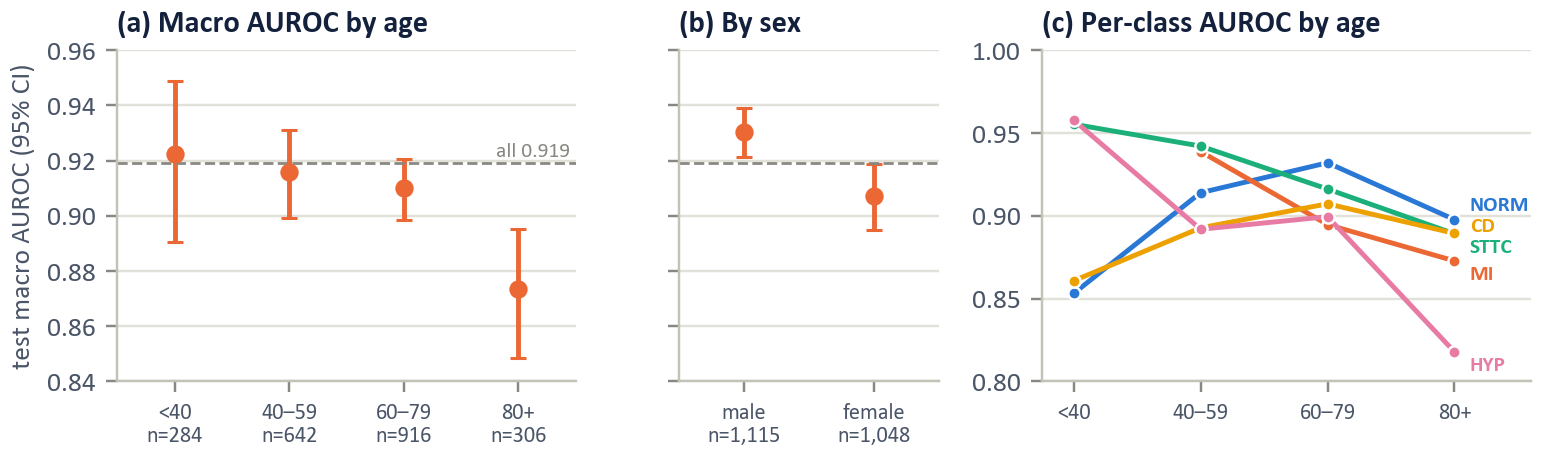 (a) Macro AUROC by age
test macro AUROC (95% CI)
0.96
0.94
0.92
0.90
0.88
0.86
0.84
all 0.919
<40
n=284
40–59
n=642
60–79
n=916
80+
n=306
(b) By sex
male
n=1,115
female
n=1,048
(c) Per-class AUROC by age
1.00
0.95
0.90
0.85
0.80
NORM
CD
STTC
MI
HYP
<40
40–59
60–79
80+